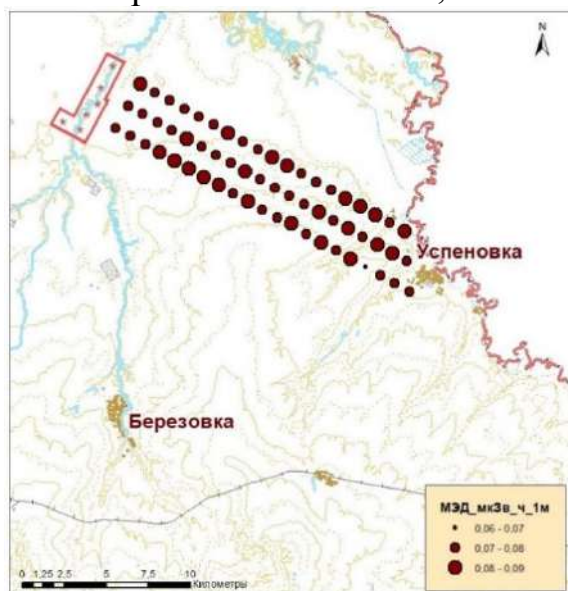 N
Успеновка
Березовка
МЭД_мкЗв_ч_1м
0,06 - 0,07
0,07 - 0,08
0,08 - 0,09
0 1,25 2,5 5 7,5 10
Километры